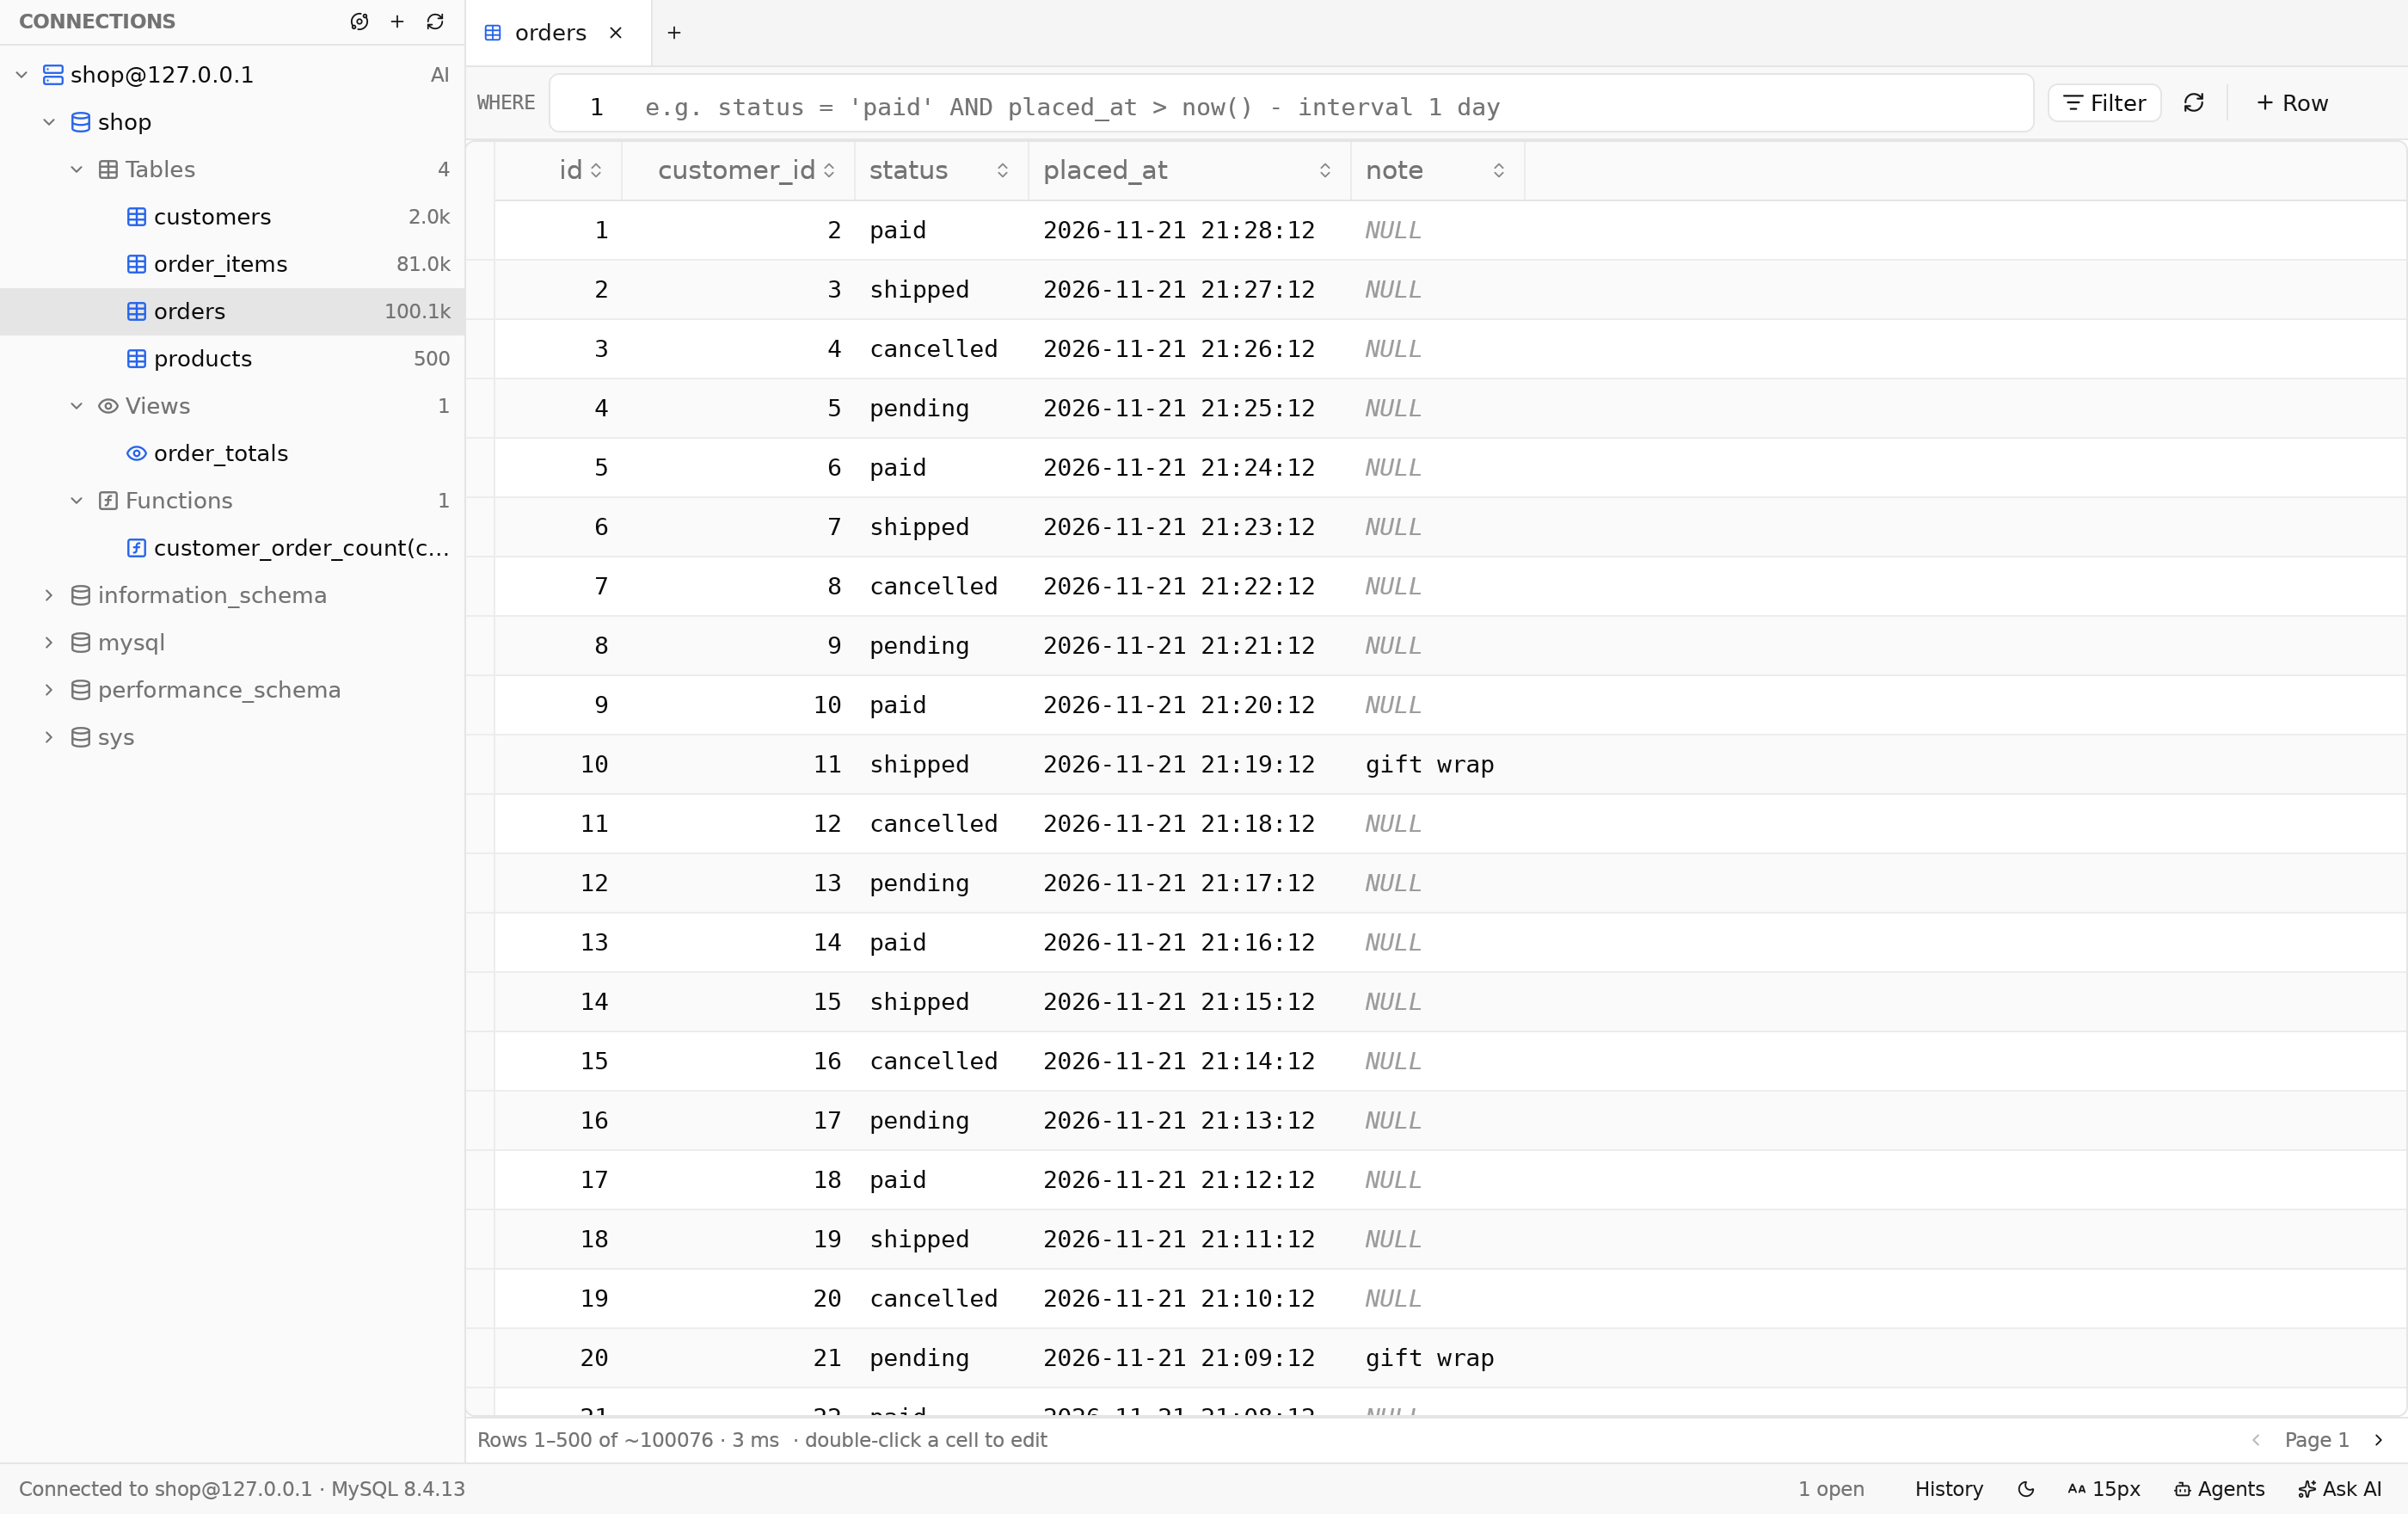 CONNECTIONS
shop@127.0.0.1 AI
shop
Tables 4
customers 2.0k
order_items 81.0k
orders 100.1k
products 500
Views 1
order_totals
Functions 1
customer_order_count(c...
information_schema
mysql
performance_schema
sys
orders
WHERE 1 e.g. status = 'paid' AND placed_at > now() - interval 1 day Filter Row
id customer_id status placed_at note
1 2 paid 2026-11-21 21:28:12 NULL
2 3 shipped 2026-11-21 21:27:12 NULL
3 4 cancelled 2026-11-21 21:26:12 NULL
4 5 pending 2026-11-21 21:25:12 NULL
5 6 paid 2026-11-21 21:24:12 NULL
6 7 shipped 2026-11-21 21:23:12 NULL
7 8 cancelled 2026-11-21 21:22:12 NULL
8 9 pending 2026-11-21 21:21:12 NULL
9 10 paid 2026-11-21 21:20:12 NULL
10 11 shipped 2026-11-21 21:19:12 gift wrap
11 12 cancelled 2026-11-21 21:18:12 NULL
12 13 pending 2026-11-21 21:17:12 NULL
13 14 paid 2026-11-21 21:16:12 NULL
14 15 shipped 2026-11-21 21:15:12 NULL
15 16 cancelled 2026-11-21 21:14:12 NULL
16 17 pending 2026-11-21 21:13:12 NULL
17 18 paid 2026-11-21 21:12:12 NULL
18 19 shipped 2026-11-21 21:11:12 NULL
19 20 cancelled 2026-11-21 21:10:12 NULL
20 21 pending 2026-11-21 21:09:12 gift wrap
21 22 paid 2026-11-21 21:08:12 NULL
Rows 1–500 of ~100076 · 3 ms · double-click a cell to edit Page 1
Connected to shop@127.0.0.1 · MySQL 8.4.13 1 open History AA 15px Agents Ask AI